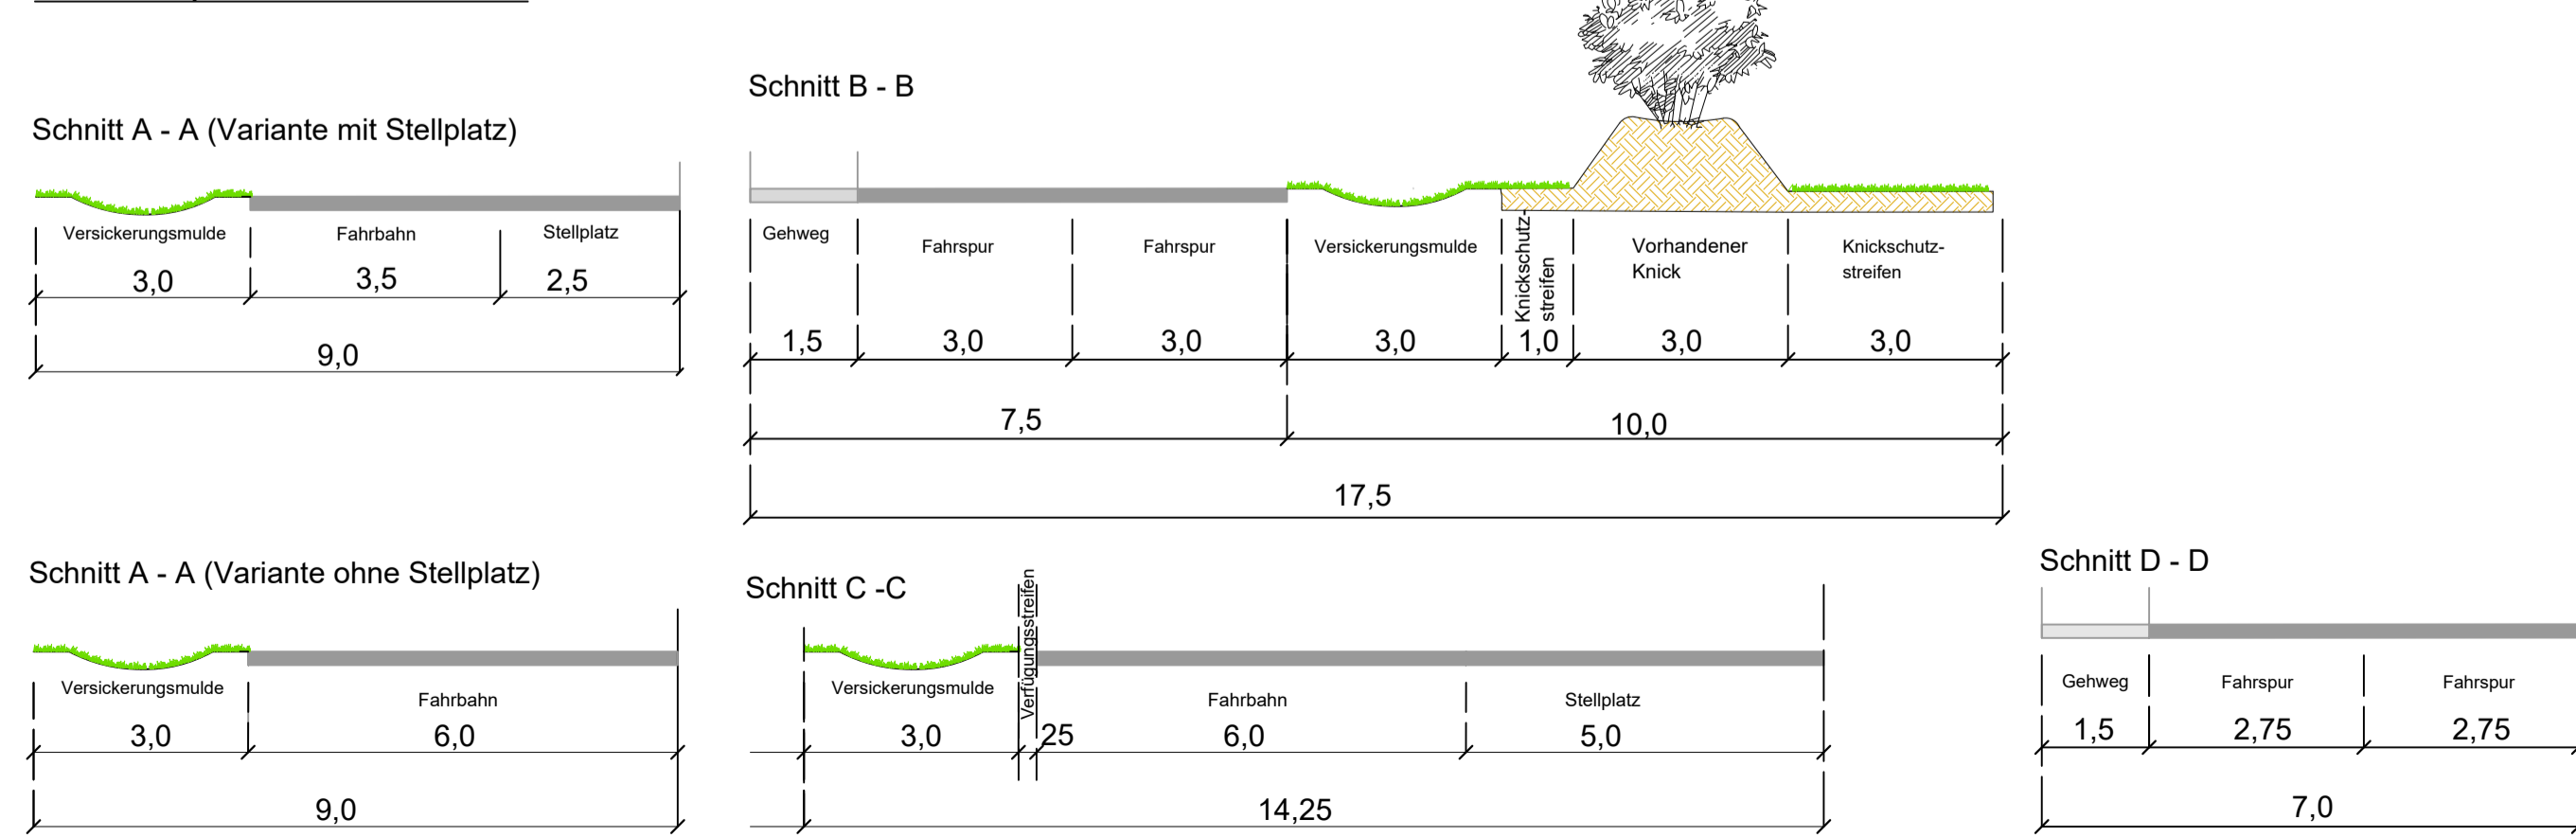 Schnitt A - A (Variante mit Stellplatz)
Versickerungsmulde Fahrbahn Stellplatz
3,0 3,5 2,5
9,0
Schnitt B - B
Gehweg Fahrspur Fahrspur Versickerungsmulde Knickschutz- Vorhandener Knickschutz-
streifen Knick streifen
1,5 3,0 3,0 3,0 1,0 3,0 3,0
7,5 10,0
17,5
Schnitt A - A (Variante ohne Stellplatz)
Versickerungsmulde Fahrbahn
3,0 6,0
9,0
Schnitt C -C
Versickerungsmulde Verfügungsstreifen Fahrbahn Stellplatz
3,0 25 6,0 5,0
14,25
Schnitt D - D
Gehweg Fahrspur Fahrspur
1,5 2,75 2,75
7,0